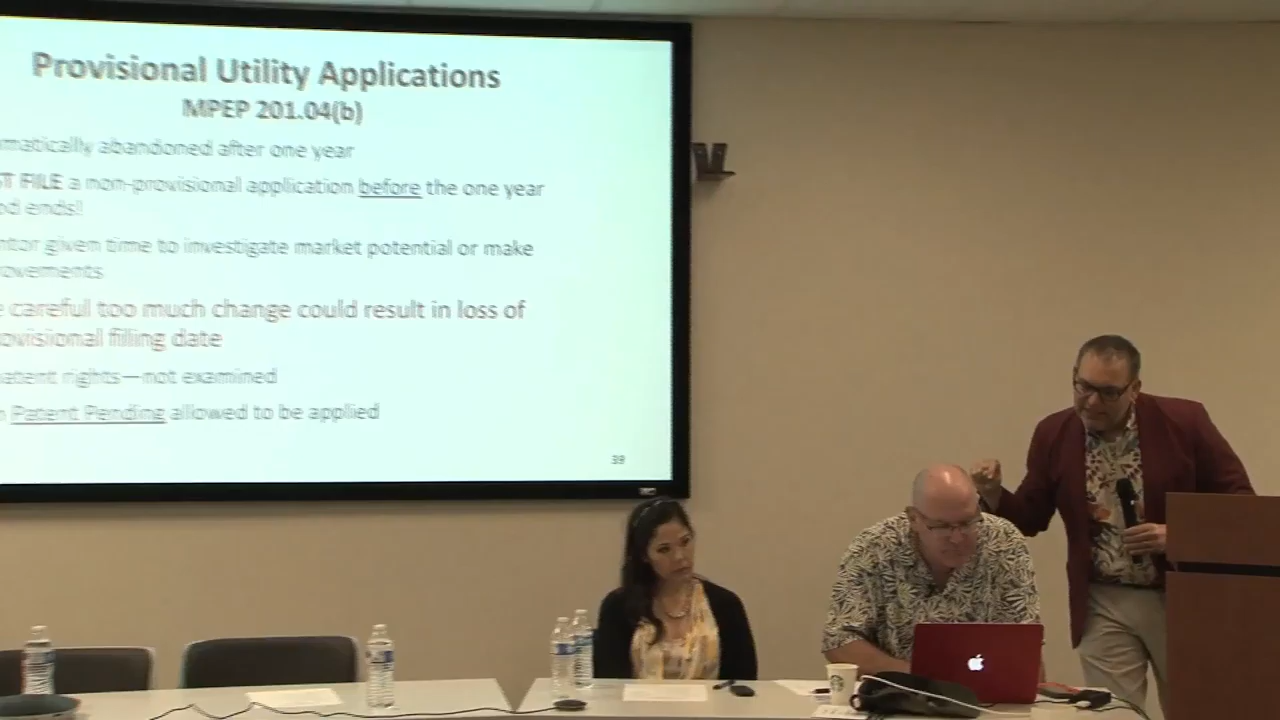 Provisional Utility Applications
MPEP 201.04(b)
matically abandoned after one year
T FILE a non-provisional application before the one year
od ends!
ntor given time to investigate market potential or make
ovements
e careful too much change could result in loss of
ovisional filling date
atent rights—not examined
n Patent Pending allowed to be applied
39